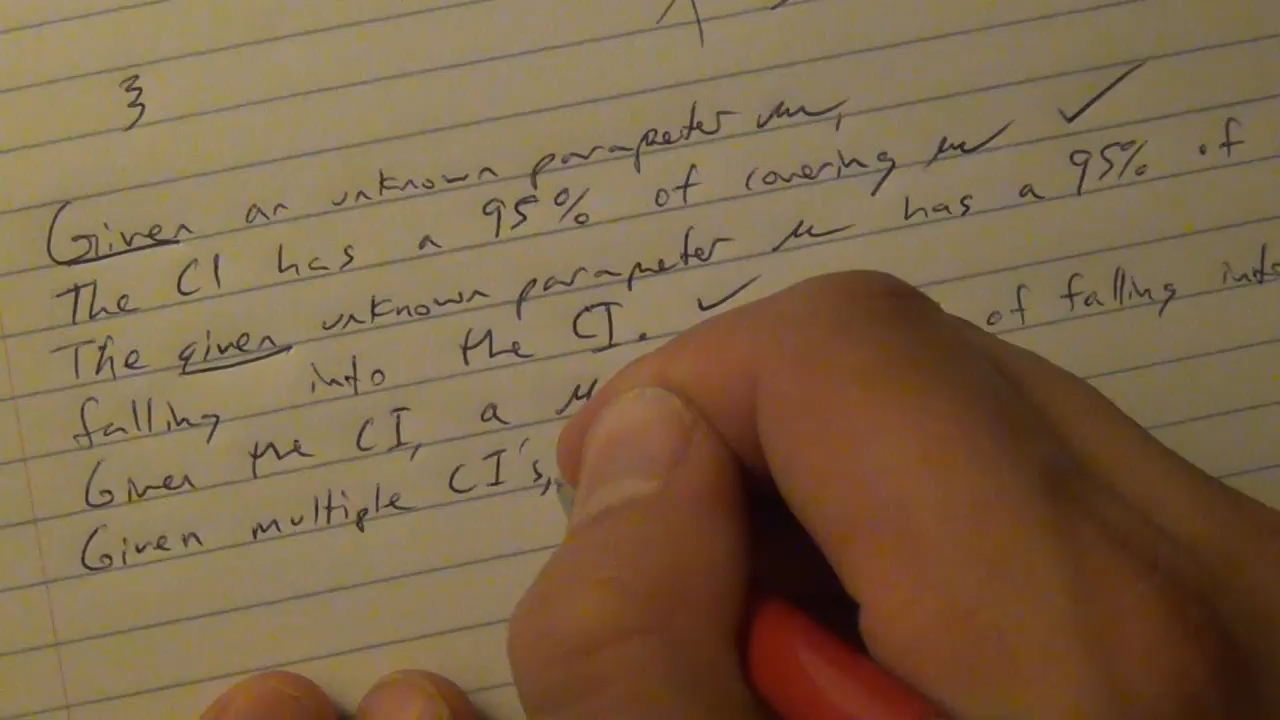 3
Given an unknown parameter μ,
The CI has a 95% of covering μ ✓
The given unknown parameter μ has a 95% of
falling into the CI. ✓
Given the CI, a μ of falling into
Given multiple CI's,